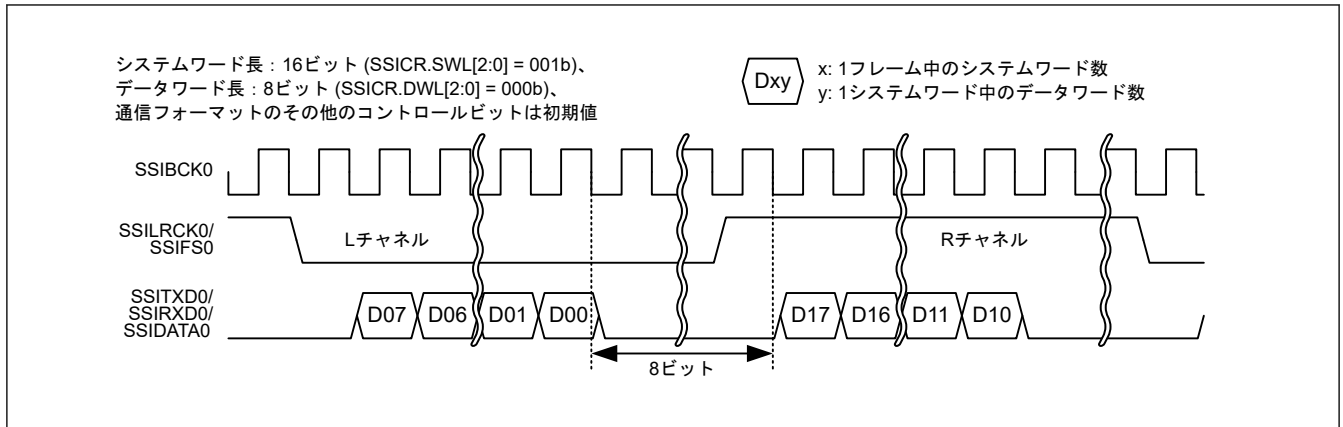 システムワード長：16ビット (SSICR.SWL[2:0] = 001b)、
データワード長：8ビット (SSICR.DWL[2:0] = 000b)、
通信フォーマットのその他のコントロールビットは初期値
Dxy
x: 1フレーム中のシステムワード数
y: 1システムワード中のデータワード数
SSIBCK0
SSILRCK0/
SSIFS0
Lチャネル
Rチャネル
SSITXD0/
SSIRXD0/
SSIDATA0
D07 D06 D01 D00 D17 D16 D11 D10
8ビット